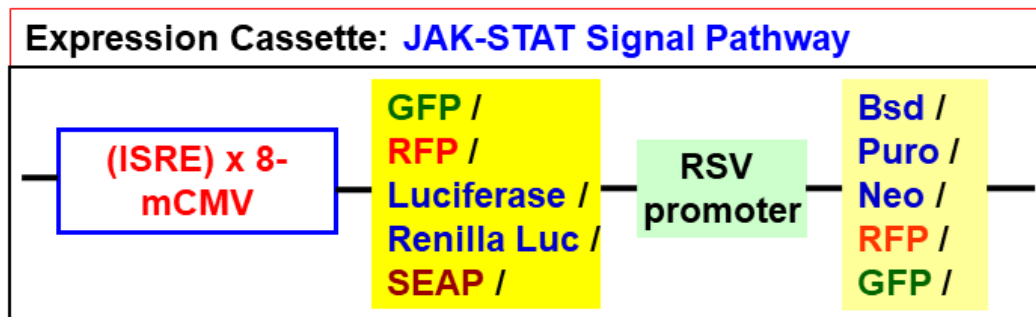 Expression Cassette: JAK-STAT Signal Pathway
(ISRE) x 8-
mCMV
GFP /
RFP /
Luciferase /
Renilla Luc /
SEAP /
RSV
promoter
Bsd /
Puro /
Neo /
RFP /
GFP /